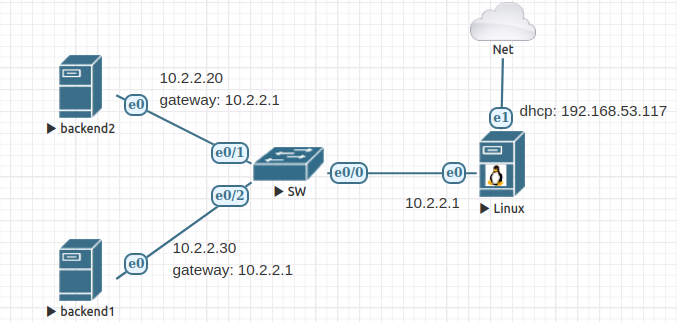 Net
dhcp: 192.168.53.117
e1
10.2.2.20
gateway: 10.2.2.1
e0
backend2
e0/1
e0/0
e0
SW
e0/2
10.2.2.1
Linux
10.2.2.30
gateway: 10.2.2.1
e0
backend1